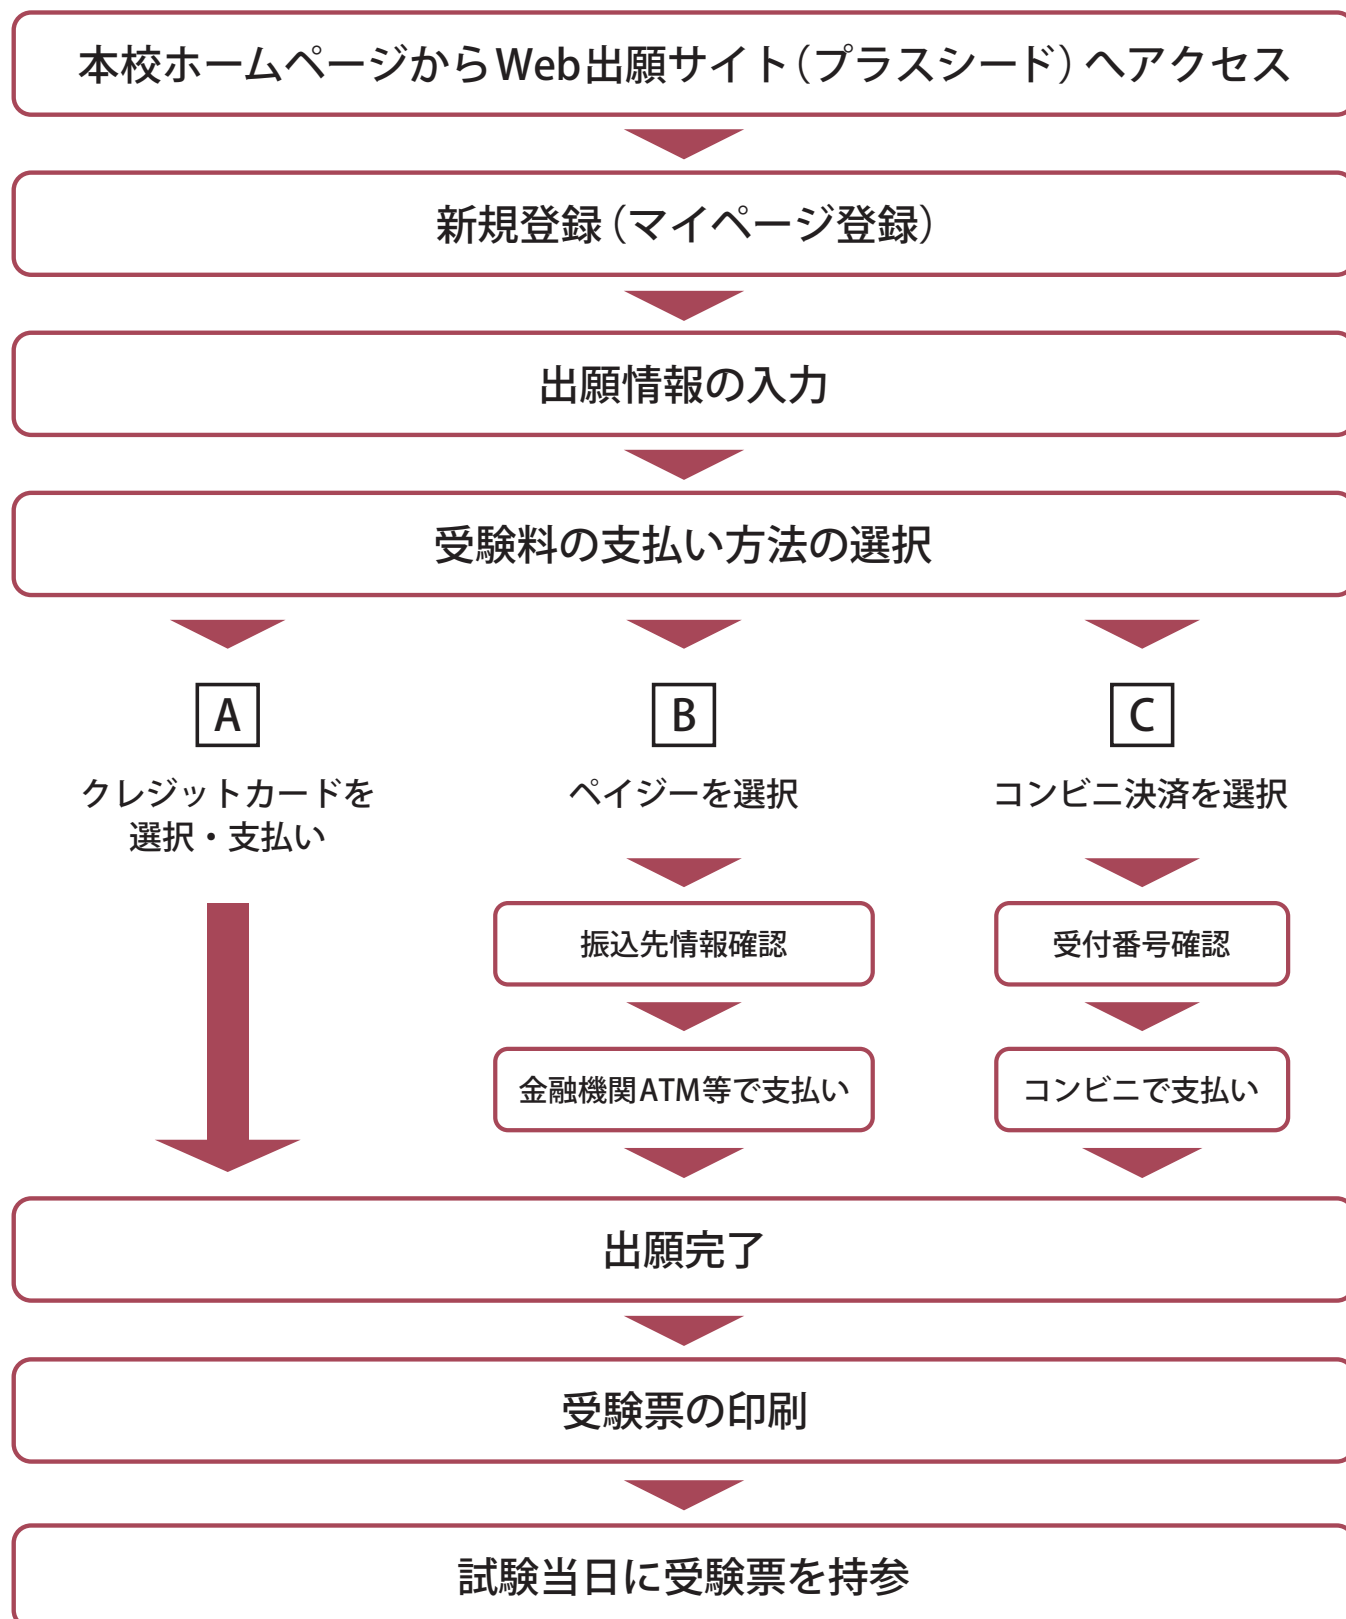 本校ホームページからWeb出願サイト（プラスシード）へアクセス
新規登録（マイページ登録）
出願情報の入力
受験料の支払い方法の選択
A
クレジットカードを
選択・支払い
B
ペイジーを選択
振込先情報確認
金融機関ATM等で支払い
C
コンビニ決済を選択
受付番号確認
コンビニで支払い
出願完了
受験票の印刷
試験当日に受験票を持参